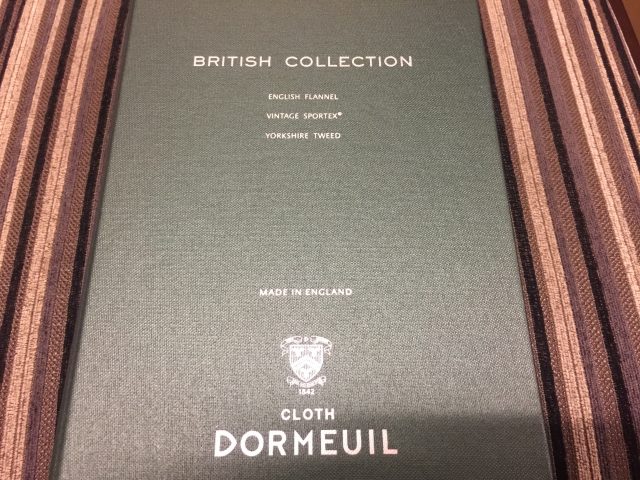 BRITISH COLLECTION
ENGLISH FLANNEL
VINTAGE SPORTEX®
YORKSHIRE TWEED
MADE IN ENGLAND
1842
CLOTH
DORMEUIL